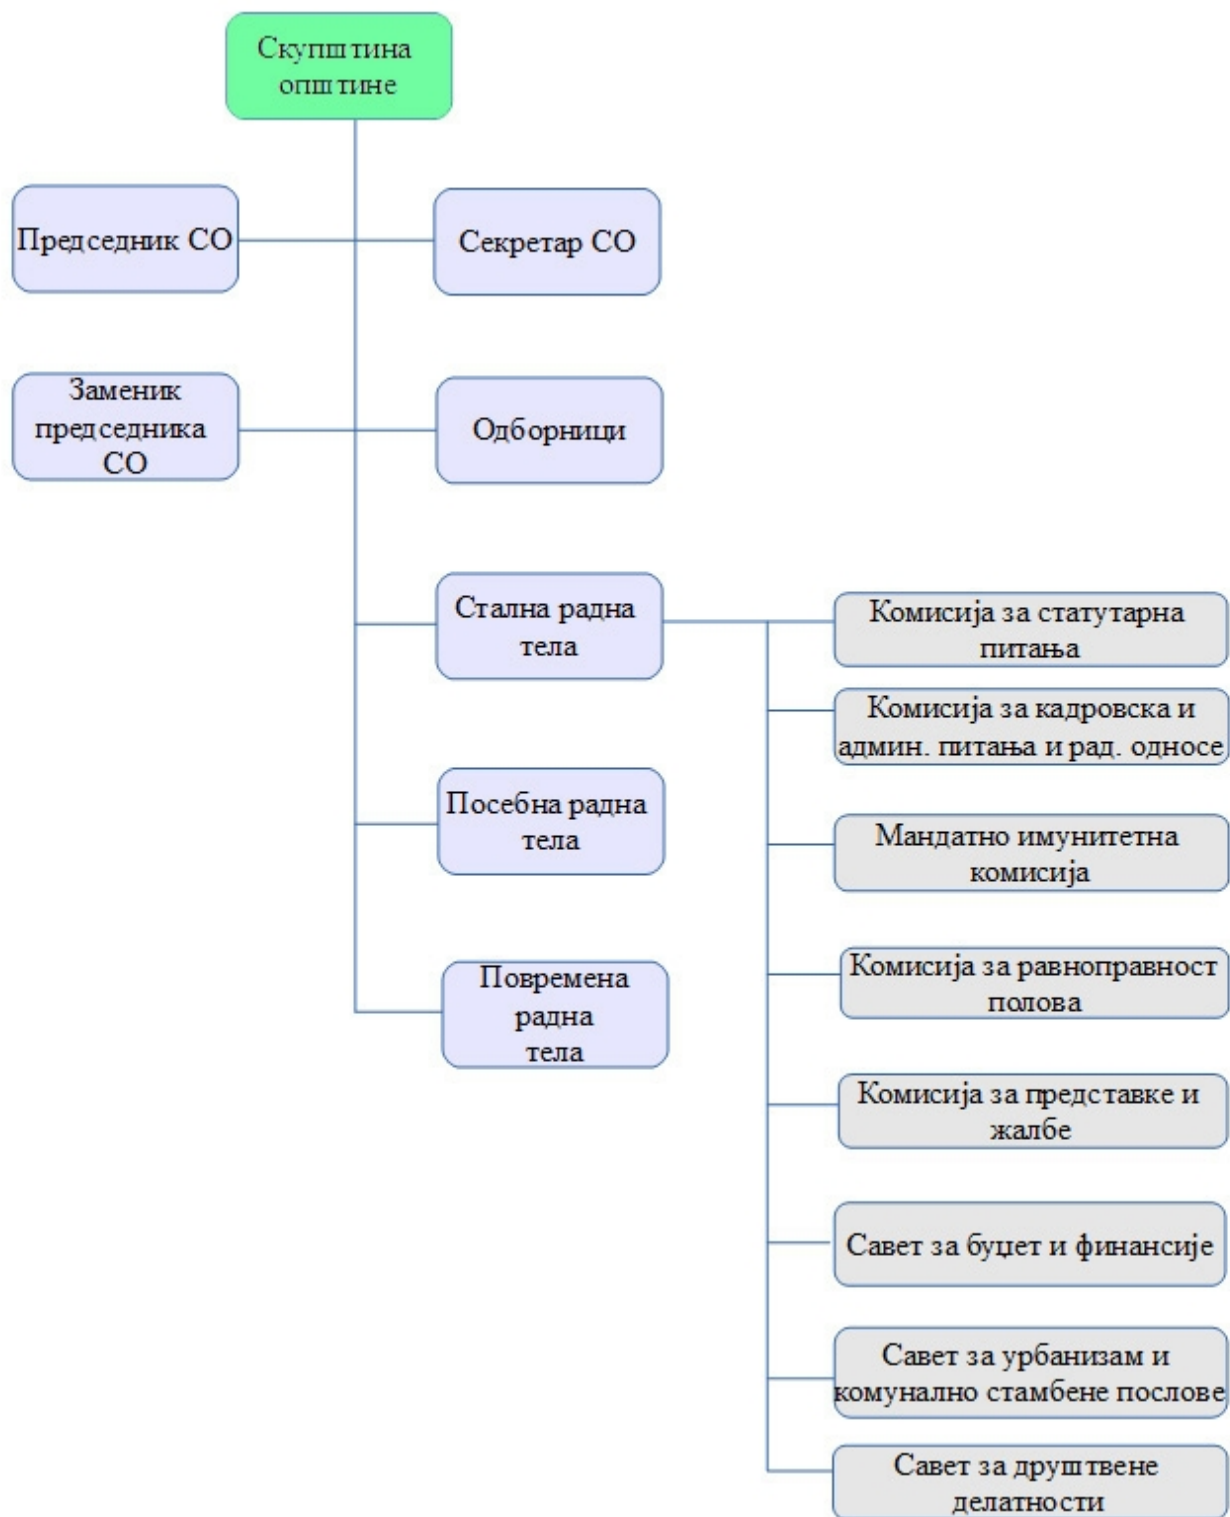 Скупштина
општине
Председник СО
Секретар СО
Заменик
председника
СО
Одборници
Стална радна
тела
Комисија за статутарна
питања
Комисија за кадровска и
админ. питања и рад. односе
Посебна радна
тела
Мандатно имунитетна
комисија
Повремена
радна
тела
Комисија за равноправност
полова
Комисија за представке и
жалбе
Савет за буџет и финансије
Савет за урбанизам и
комунално стамбене послове
Савет за друштвене
делатности